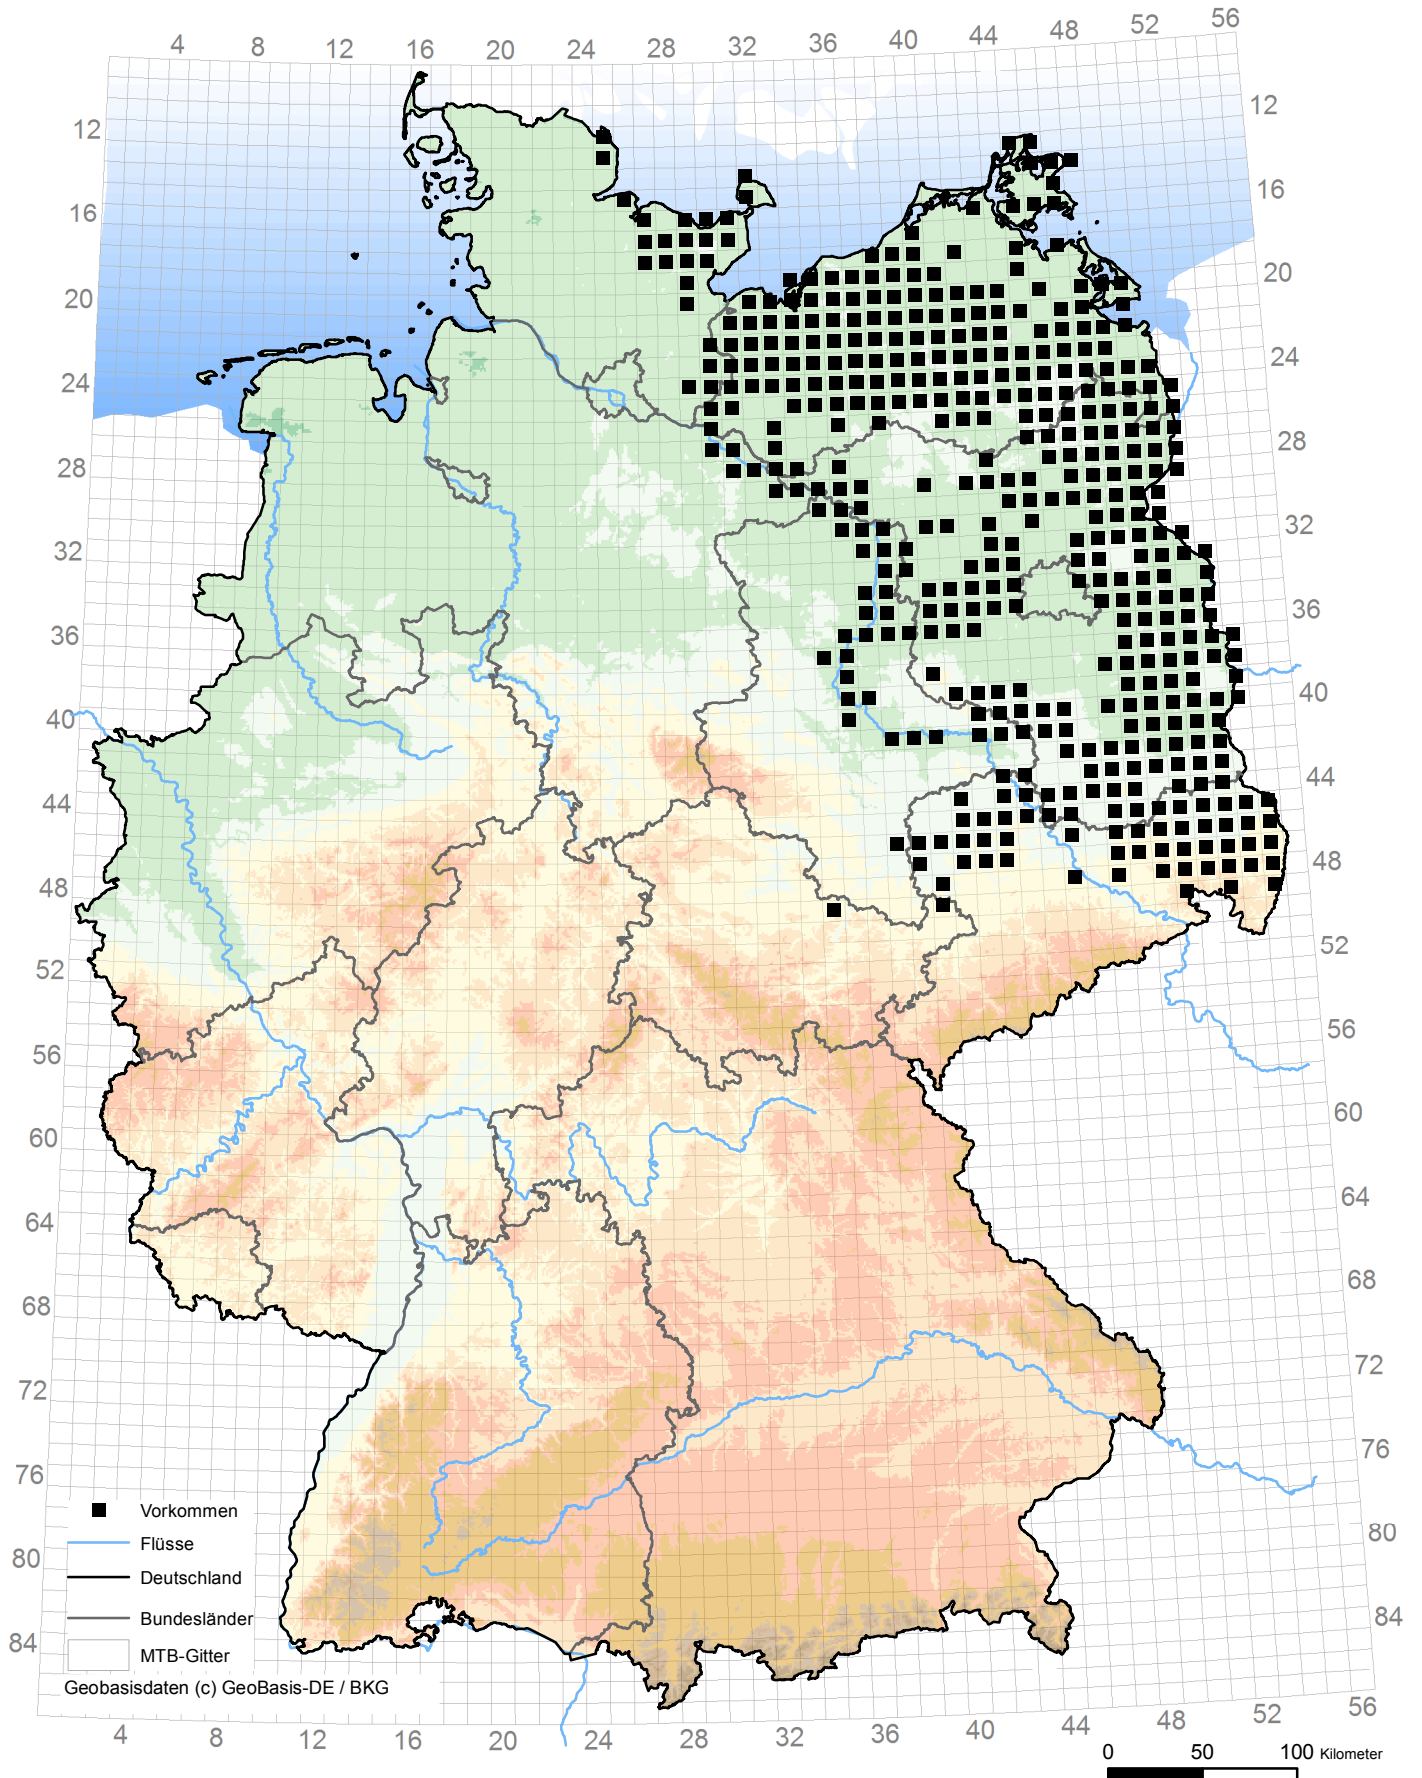 4 8 12 16 20 24 28 32 36 40 44 48 52 56
12 12
16 16
20 20
24 24
28 28
32 32
36 36
40 40
44 44
48 48
52 52
56 56
60 60
64 64
68 68
72 72
76 76
80 80
84 84
Vorkommen
Flüsse
Deutschland
Bundesländer
MTB-Gitter
Geobasisdaten (c) GeoBasis-DE / BKG
4 8 12 16 20 24 28 32 36 40 44 48 52 56
0 50 100 Kilometer